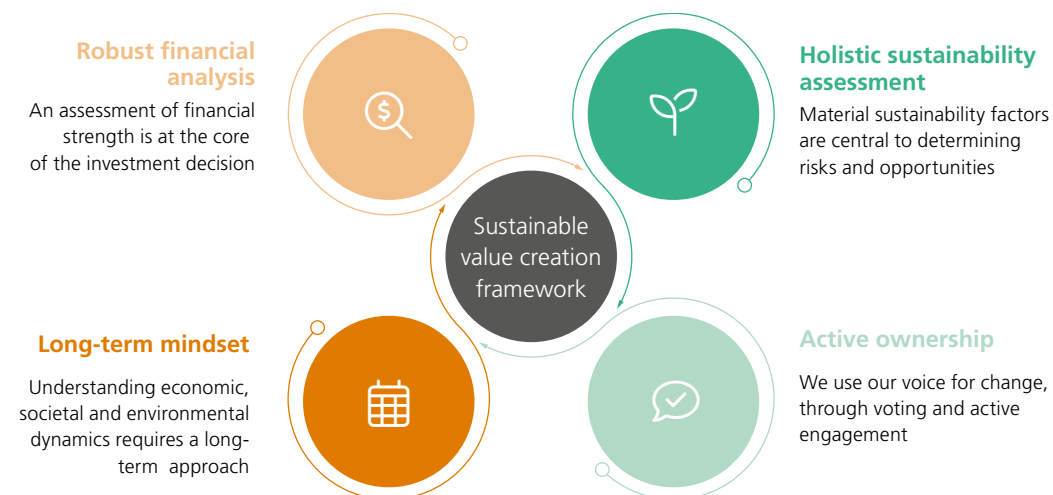 Robust financial
analysis
An assessment of financial
strength is at the core
of the investment decision
Holistic sustainability
assessment
Material sustainability factors
are central to determining
risks and opportunities
Sustainable
value creation
framework
Long-term mindset
Understanding economic,
societal and environmental
dynamics requires a long-
term approach
Active ownership
We use our voice for change,
through voting and active
engagement